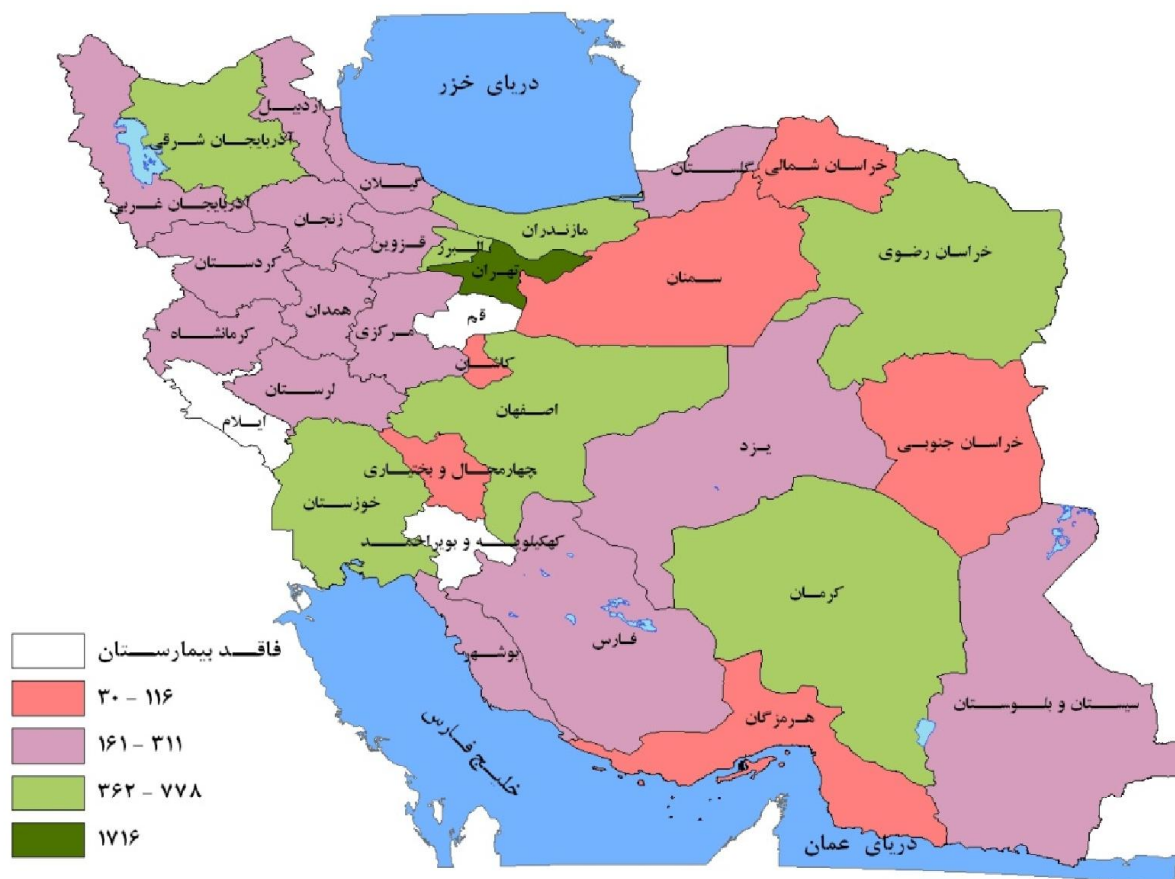 دریای خزر
اردبیل
آذربایجان شرقی
گلستان
خراسان شمالی
گیلان
آذربایجان غربی
زنجان
مازندران
قزوین
البرز
خراسان رضوی
کردستان
تهران
سمنان
همدان
قم
کرمانشاه
مرکزی
کاشان
لرستان
اصفهان
ایلام
یزد
خراسان جنوبی
چهارمحال و بختیاری
خوزستان
کهکیلویه و بویراحمد
کرمان
فارس
بوشهر
سیستان و بلوستان
هرمزگان
خلیج فارس
دریای عمان
فاقد بیمارستان
۳۰ - ۱۱۶
۱۶۱ - ۳۱۱
۳۶۲ - ۷۷۸
۱۷۱۶